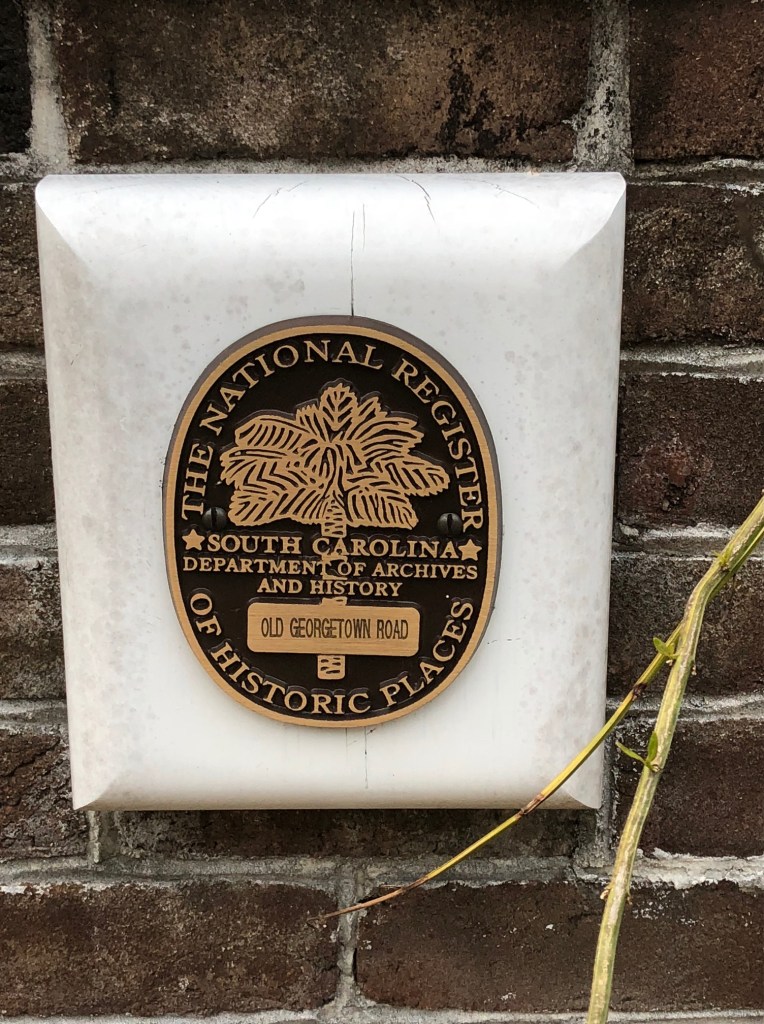 THE NATIONAL REGISTER
SOUTH CAROLINA
DEPARTMENT OF ARCHIVES
AND HISTORY
OLD GEORGETOWN ROAD
OF HISTORIC PLACES